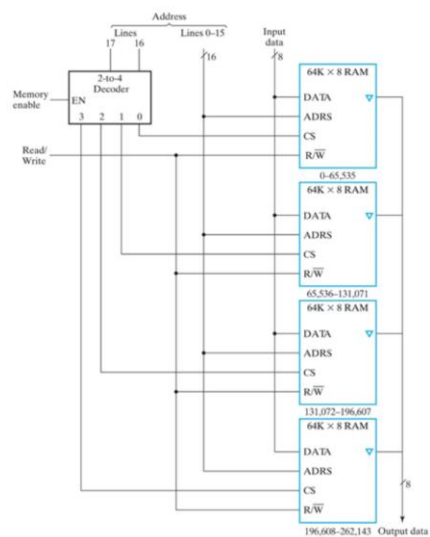 Address
Lines
Lines 0–15
Input
data
17 16
16
8
2-to-4
Decoder
Memory
enable
EN
3 2 1 0
Read/
Write
64K × 8 RAM
DATA
ADRS
CS
R/W̅
0–65,535
64K × 8 RAM
DATA
ADRS
CS
R/W̅
65,536–131,071
64K × 8 RAM
DATA
ADRS
CS
R/W̅
131,072–196,607
64K × 8 RAM
DATA
ADRS
CS
R/W̅
196,608–262,143
8
Output data